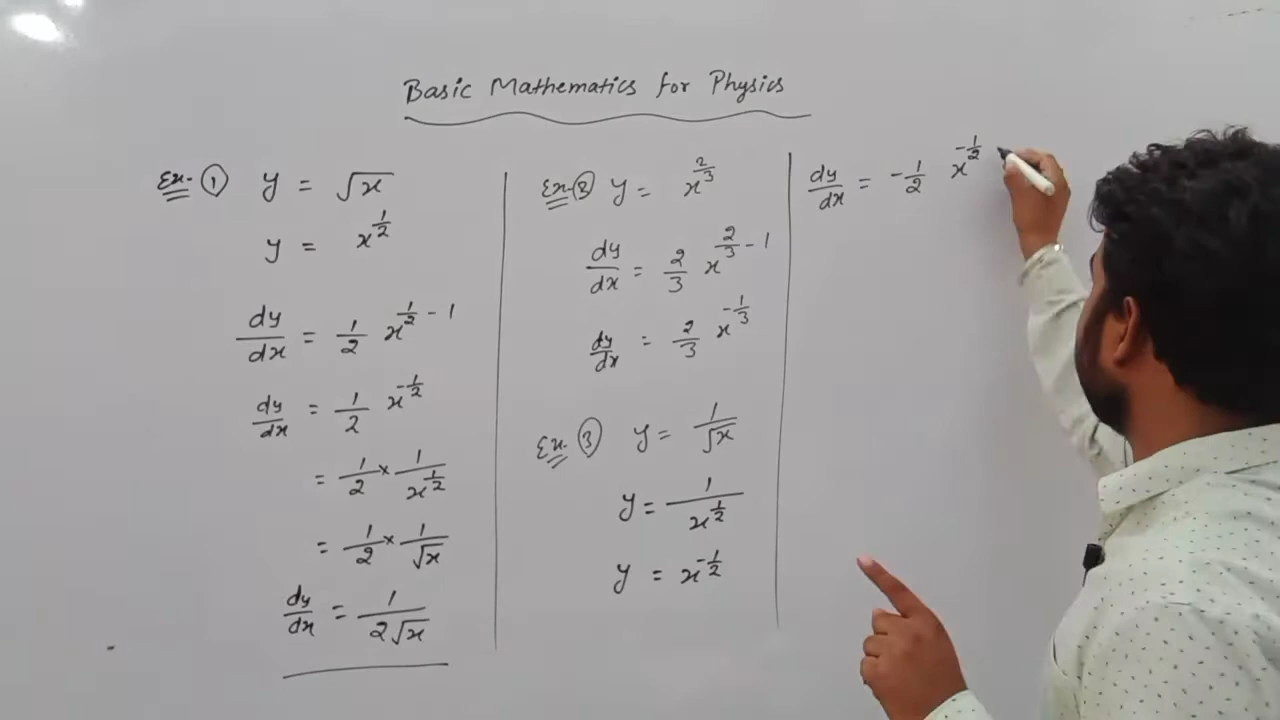 Basic Mathematics for Physics
Ex- ① y = √x
y = x^(1/2)
dy/dx = 1/2 x^(1/2 - 1)
dy/dx = 1/2 x^(-1/2)
= 1/2 × 1/x^(1/2)
= 1/2 × 1/√x
dy/dx = 1/(2√x)
Ex- ② y = x^(2/3)
dy/dx = 2/3 x^(2/3 - 1)
dy/dx = 2/3 x^(-1/3)
Ex- ③ y = 1/√x
y = 1/x^(1/2)
y = x^(-1/2)
dy/dx = -1/2 x^(-1/2)